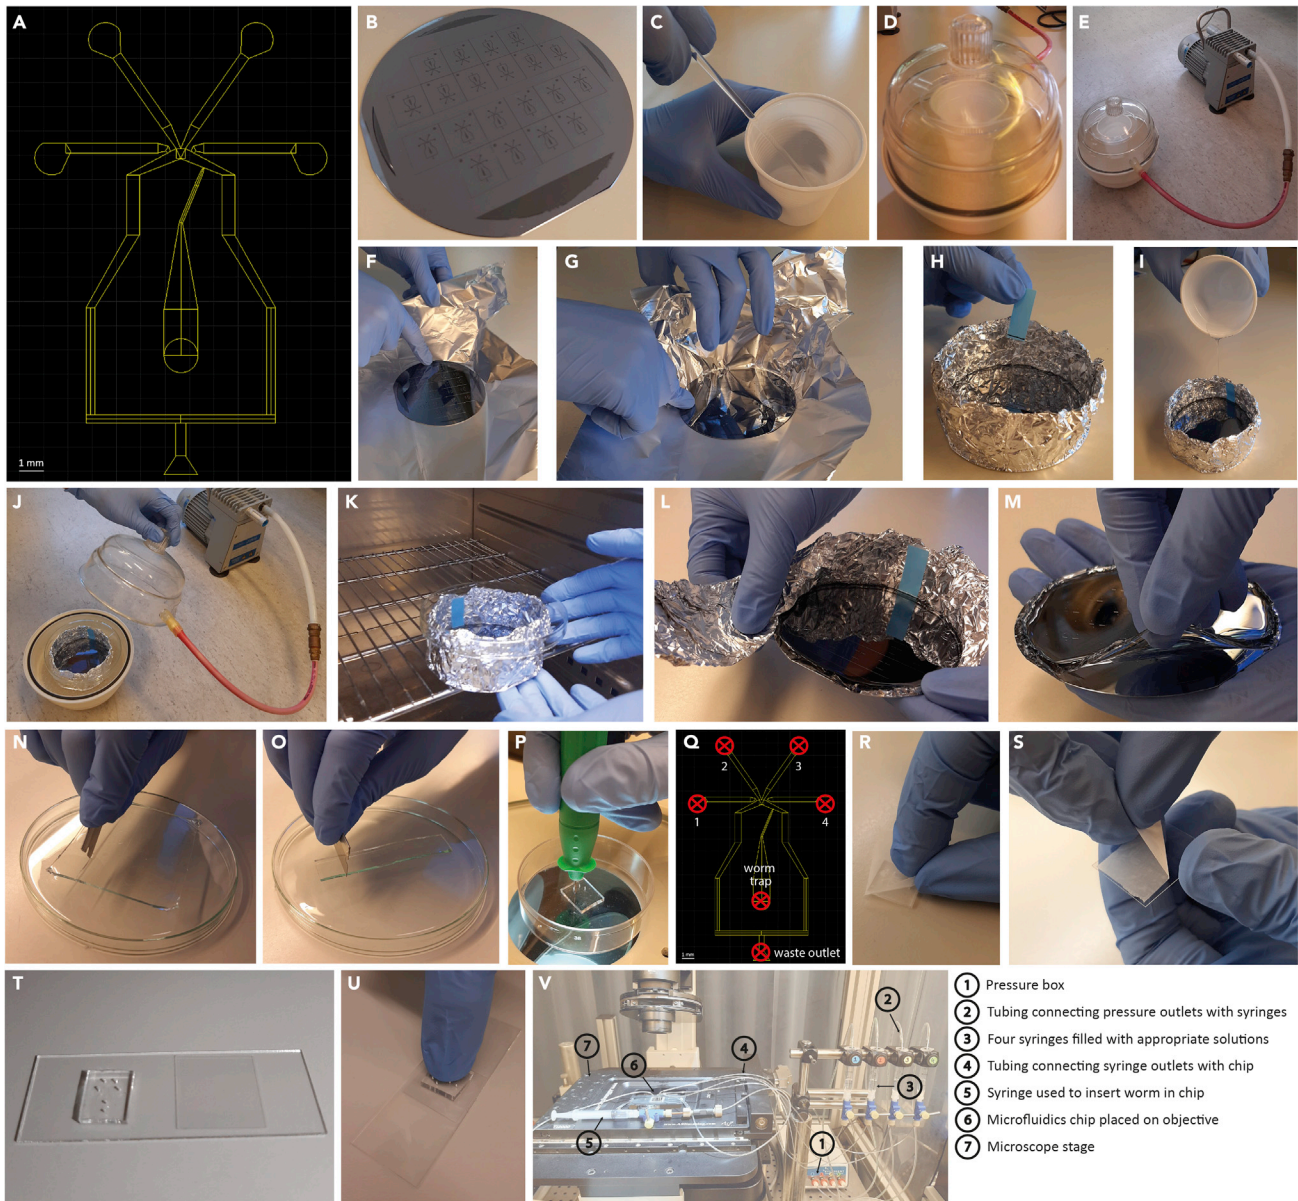 A
B
C
D
E
1 mm
F
G
H
I
J
K
L
M
N
O
P
Q
2
3
1
4
worm
trap
waste outlet
1 mm
R
S
T
U
V
2
7
6
4
3
5
1
1 Pressure box
2 Tubing connecting pressure outlets with syringes
3 Four syringes filled with appropriate solutions
4 Tubing connecting syringe outlets with chip
5 Syringe used to insert worm in chip
6 Microfluidics chip placed on objective
7 Microscope stage